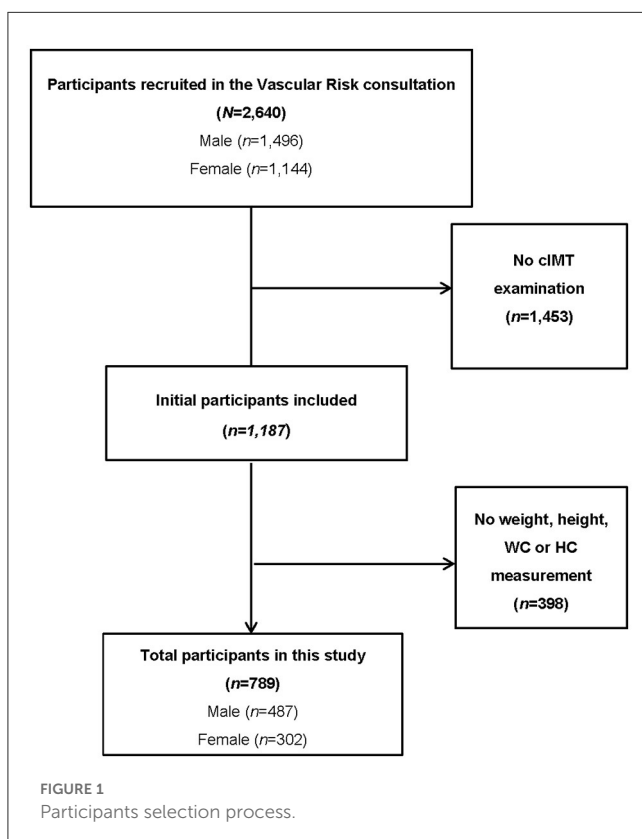 Participants recruited in the Vascular Risk consultation
(N=2,640)
Male (n=1,496)
Female (n=1,144)
No cIMT
examination
(n=1,453)
Initial participants included
(n=1,187)
No weight, height,
WC or HC
measurement
(n=398)
Total participants in this study
(n=789)
Male (n=487)
Female (n=302)
FIGURE 1
Participants selection process.